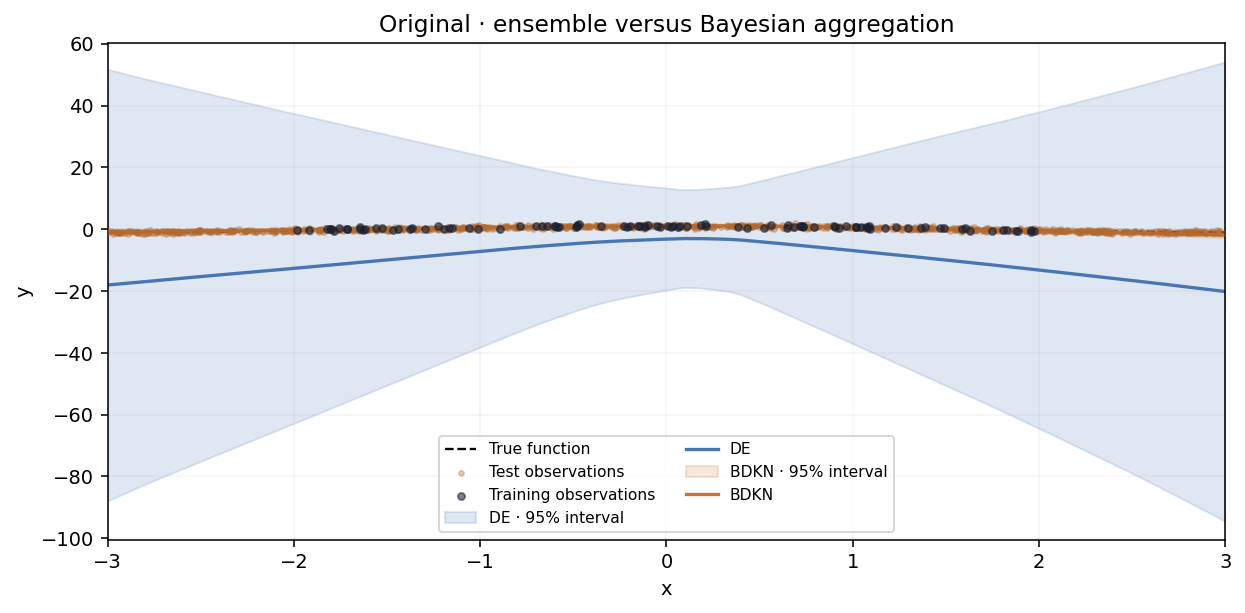 Original · ensemble versus Bayesian aggregation
60
40
20
0
−20
−40
−60
−80
−100
y
True function
Test observations
Training observations
DE · 95% interval
DE
BDKN · 95% interval
BDKN
−3
−2
−1
0
1
2
3
x